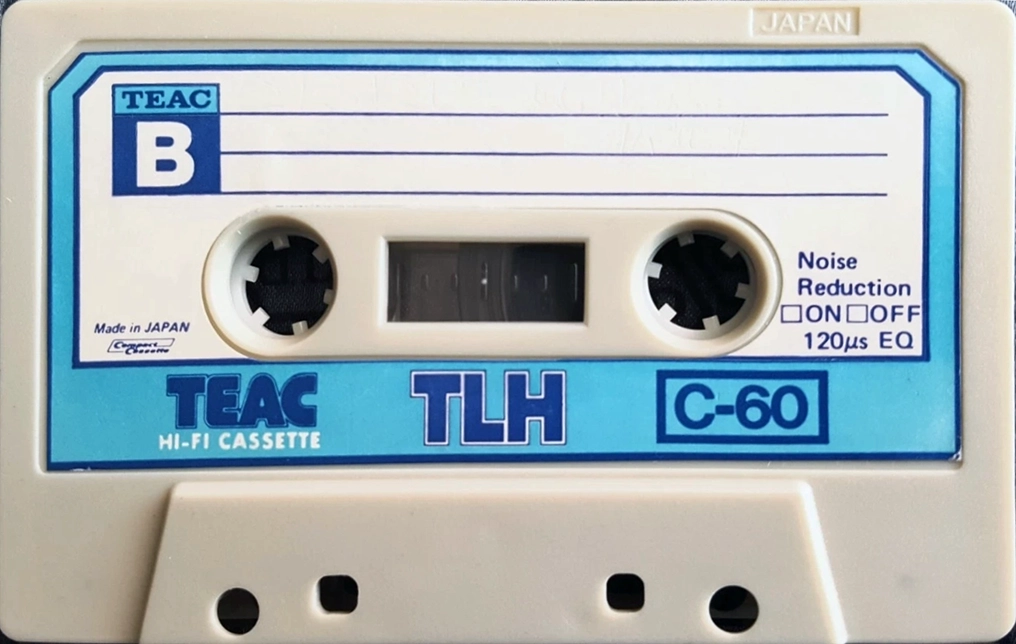 JAPAN
TEAC
B
Noise
Reduction
□ON□OFF
120µs EQ
Made in JAPAN
Compact
Cassette
TEAC
HI-FI CASSETTE
TLH
C-60